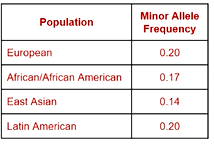 Population Minor Allele
Frequency
European 0.20
African/African American 0.17
East Asian 0.14
Latin American 0.20